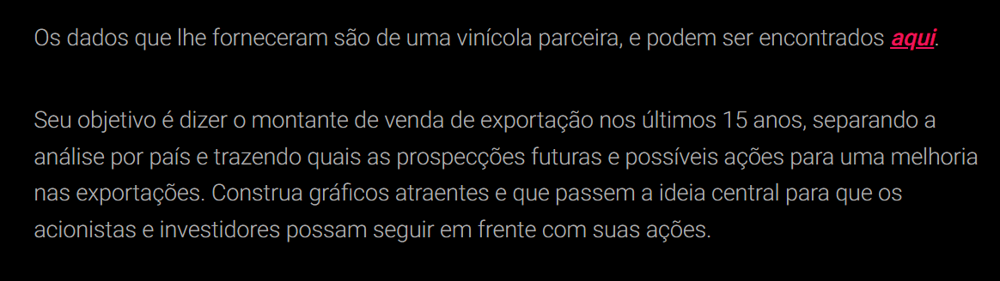 Os dados que lhe forneceram são de uma vinícola parceira, e podem ser encontrados aqui.
Seu objetivo é dizer o montante de venda de exportação nos últimos 15 anos, separando a
análise por país e trazendo quais as prospecções futuras e possíveis ações para uma melhoria
nas exportações. Construa gráficos atraentes e que passem a ideia central para que os
acionistas e investidores possam seguir em frente com suas ações.